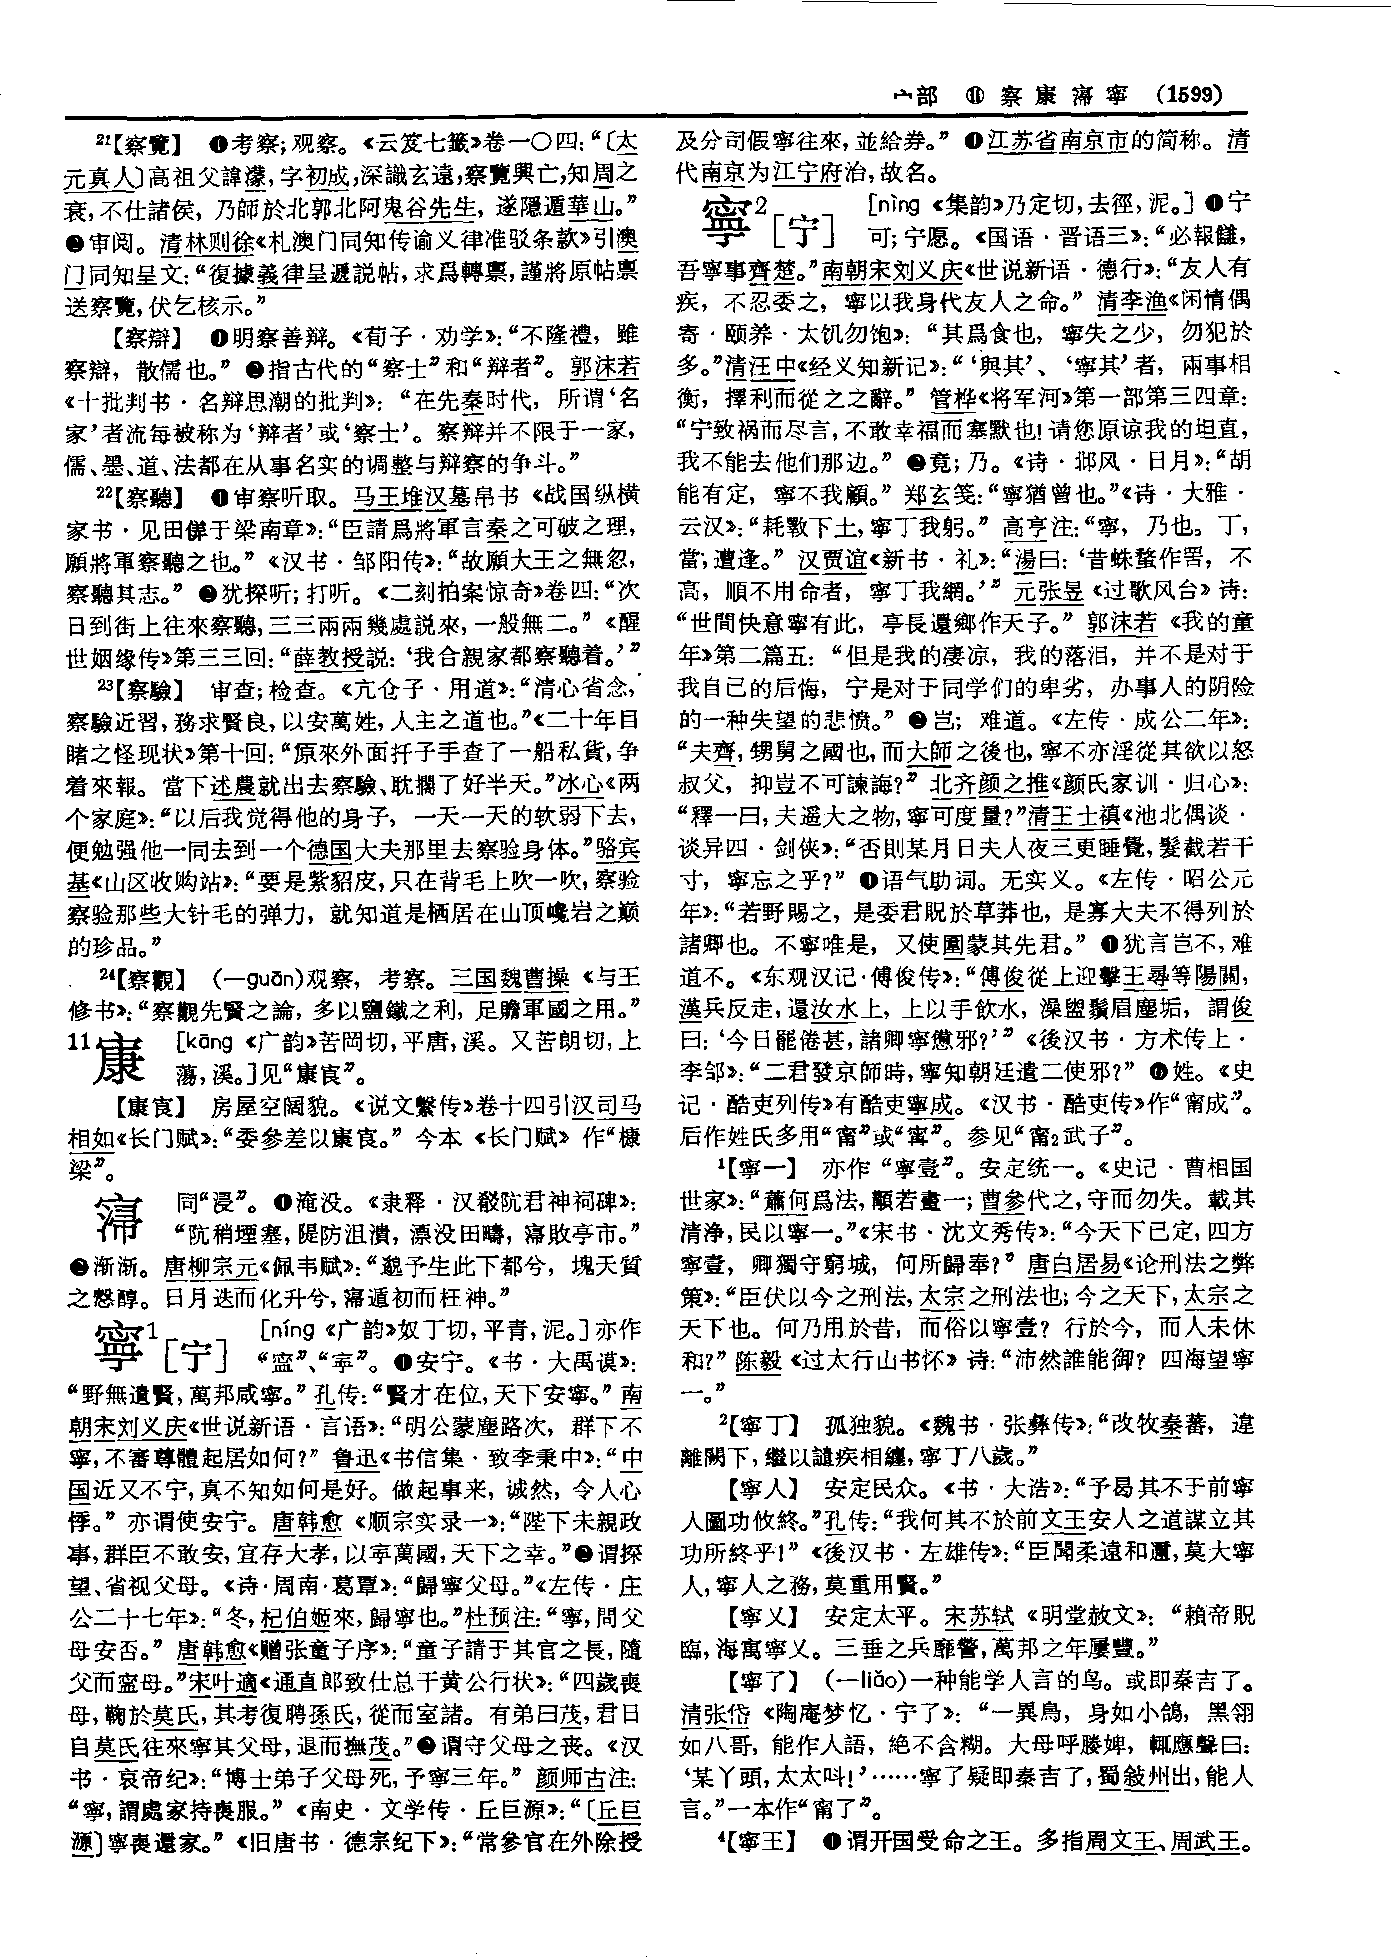 宀部 ⑪ 察㝩寖寧 (1599)
²¹【察覽】 ❶考察;观察。《云笈七籤》卷一〇四:“〔太
元真人〕高祖父諱濛,字初成,深識玄遠,察覽興亡,知周之
衰,不仕諸侯,乃師於北郭北阿鬼谷先生,遂隱遁華山。”
❷审阅。清林则徐《札澳门同知传谕义律准驳条款》引澳
门同知呈文:“復據義律呈遞説帖,求爲轉禀,謹將原帖禀
送察覽,伏乞核示。”
【察辯】 ❶明察善辩。《荀子·劝学》:“不隆禮,雖
察辯,散儒也。” ❷指古代的“察士”和“辩者”。郭沫若
《十批判书·名辩思潮的批判》:“在先秦时代,所谓‘名
家’者流每被称为‘辩者’或‘察士’。察辩并不限于一家,
儒、墨、道、法都在从事名实的调整与辩察的争斗。”
²²【察聽】 ❶审察听取。马王堆汉墓帛书《战国纵横
家书·见田𠎝于梁南章》:“臣請爲將軍言秦之可破之理,
願將軍察聽之也。”《汉书·邹阳传》:“故願大王之無忽,
察聽其志。” ❷犹探听;打听。《二刻拍案惊奇》卷四:“次
日到街上往來察聽,三三兩兩幾處説來,一般無二。”《醒
世姻缘传》第三三回:“薛教授説:‘我合親家都察聽着。’”
²³【察驗】 审查;检查。《亢仓子·用道》:“清心省念,
察驗近習,務求賢良,以安萬姓,人主之道也。”《二十年目
睹之怪现状》第十回:“原來外面扦子手查了一船私貨,争
着來報。當下述農就出去察驗、耽擱了好半天。”冰心《两
个家庭》:“以后我觉得他的身子,一天一天的软弱下去,
便勉强他一同去到一个德国大夫那里去察验身体。”骆宾
基《山区收购站》:“要是紫貂皮,只在背毛上吹一吹,察验
察验那些大针毛的弹力,就知道是栖居在山顶巉岩之巅
的珍品。”
²⁴【察觀】 (—guān)观察,考察。三国魏曹操《与王
修书》:“察觀先賢之論,多以鹽鐵之利,足贍軍國之用。”
11㝩 [kāng 《广韵》苦岡切,平唐,溪。又苦朗切,上
蕩,溪。]见“㝩㝗”。
【㝩㝗】 房屋空阔貌。《说文繫传》卷十四引汉司马
相如《长门赋》:“委參差以㝩㝗。”今本《长门赋》作“槺
梁”。
寖 同“浸”。❶淹没。《隶释·汉殽阬君神祠碑》:
“阬稍堙塞,隄防沮潰,漂没田疇,寖敗亭市。”
❷渐渐。唐柳宗元《佩韦赋》:“邈予生此下都兮,塊天質
之慤醇。日月迭而化升兮,寖遁初而枉神。”
寧¹[宁] [níng 《广韵》奴丁切,平青,泥。]亦作
“寍”、“寕”。❶安宁。《书·大禹谟》:
“野無遺賢,萬邦咸寧。”孔传:“賢才在位,天下安寧。”南
朝宋刘义庆《世说新语·言语》:“明公蒙塵路次,群下不
寧,不審尊體起居如何?”鲁迅《书信集·致李秉中》:“中
国近又不宁,真不知如何是好。做起事来,诚然,令人心
悸。”亦谓使安宁。唐韩愈《顺宗实录一》:“陛下未親政
事,群臣不敢安,宜存大孝,以寧萬國,天下之幸。”❷谓探
望、省视父母。《诗·周南·葛覃》:“歸寧父母。”《左传·庄
公二十七年》:“冬,杞伯姬來,歸寧也。”杜预注:“寧,問父
母安否。”唐韩愈《赠张童子序》:“童子請于其官之長,隨
父而寍母。”宋叶適《通直郎致仕总干黄公行状》:“四歲喪
母,鞠於莫氏,其考復聘孫氏,從而室諸。有弟曰茂,君日
自莫氏往來寧其父母,退而撫茂。”❸谓守父母之丧。《汉
书·哀帝纪》:“博士弟子父母死,予寧三年。”颜师古注:
“寧,謂處家持喪服。”《南史·文学传·丘巨源》:“〔丘巨
源〕寧喪還家。”《旧唐书·德宗纪下》:“常參官在外除授
及分司假寧往來,並給券。” ❹江苏省南京市的简称。清
代南京为江宁府治,故名。
寧²[宁] [nìng 《集韵》乃定切,去徑,泥。]❶宁
可;宁愿。《国语·晋语三》:“必報讎,
吾寧事齊楚。”南朝宋刘义庆《世说新语·德行》:“友人有
疾,不忍委之,寧以我身代友人之命。”清李渔《闲情偶
寄·颐养·太饥勿饱》:“其爲食也,寧失之少,勿犯於
多。”清汪中《经义知新记》:“‘與其’、‘寧其’者,兩事相
衡,擇利而從之之辭。”管桦《将军河》第一部第三四章:
“宁致祸而尽言,不敢幸福而塞默也!请您原谅我的坦直,
我不能去他们那边。” ❷竟;乃。《诗·邶风·日月》:“胡
能有定,寧不我顧。”郑玄笺:“寧猶曾也。”《诗·大雅·
云汉》:“耗斁下土,寧丁我躬。”高亨注:“寧,乃也。丁,
當;遭逢。”汉贾谊《新书·礼》:“湯曰:‘昔蛛蝥作罟,不
高,順不用命者,寧丁我網。’”元张昱《过歌风台》诗:
“世間快意寧有此,亭長還鄉作天子。”郭沫若《我的童
年》第二篇五:“但是我的凄凉,我的落泪,并不是对于
我自己的后悔,宁是对于同学们的卑劣,办事人的阴险
的一种失望的悲愤。” ❸岂;难道。《左传·成公二年》:
“夫齊,甥舅之國也,而大師之後也,寧不亦淫從其欲以怒
叔父,抑豈不可諫誨?”北齐颜之推《颜氏家训·归心》:
“釋一曰,夫遥大之物,寧可度量?”清王士禛《池北偶谈·
谈异四·剑侠》:“否則某月日夫人夜三更睡覺,髮截若干
寸,寧忘之乎?” ❹语气助词。无实义。《左传·昭公元
年》:“若野賜之,是委君貺於草莽也,是寡大夫不得列於
諸卿也。不寧唯是,又使圍蒙其先君。” ❺犹言岂不,难
道不。《东观汉记·傅俊传》:“傅俊從上迎擊王尋等陽關,
漢兵反走,還汝水上,上以手飲水,澡盥鬚眉塵垢,謂俊
曰:‘今日罷倦甚,諸卿寧憊邪?’”《後汉书·方术传上·
李郃》:“二君發京師時,寧知朝廷遣二使邪?” ❻姓。《史
记·酷吏列传》有酷吏寧成。《汉书·酷吏传》作“甯成”。
后作姓氏多用“甯”或“寗”。参见“甯₂武子”。
¹【寧一】 亦作“寧壹”。安定统一。《史记·曹相国
世家》:“蕭何爲法,顜若畫一;曹參代之,守而勿失。載其
清净,民以寧一。”《宋书·沈文秀传》:“今天下已定,四方
寧壹,卿獨守窮城,何所歸奉?”唐白居易《论刑法之弊
策》:“臣伏以今之刑法,太宗之刑法也;今之天下,太宗之
天下也。何乃用於昔,而俗以寧壹?行於今,而人未休
和?”陈毅《过太行山书怀》诗:“沛然誰能御?四海望寧
一。”
²【寧丁】 孤独貌。《魏书·张彝传》:“改牧秦蕃,違
離闕下,繼以譴疾相纏,寧丁八歲。”
【寧人】 安定民众。《书·大浩》:“予曷其不于前寧
人圖功攸終。”孔传:“我何其不於前文王安人之道謀立其
功所終乎!”《後汉书·左雄传》:“臣聞柔遠和邇,莫大寧
人,寧人之務,莫重用賢。”
【寧乂】 安定太平。宋苏轼《明堂赦文》:“賴帝貺
臨,海寓寧乂。三垂之兵靡警,萬邦之年屢豐。”
【寧了】 (—liǎo)一种能学人言的鸟。或即秦吉了。
清张岱《陶庵梦忆·宁了》:“一異鳥,身如小鴿,黑翎
如八哥,能作人語,絶不含糊。大母呼媵婢,輒應聲曰:
‘某丫頭,太太叫!’……寧了疑即秦吉了,蜀敍州出,能人
言。”一本作“甯了”。
⁴【寧王】 ❶谓开国受命之王。多指周文王、周武王。